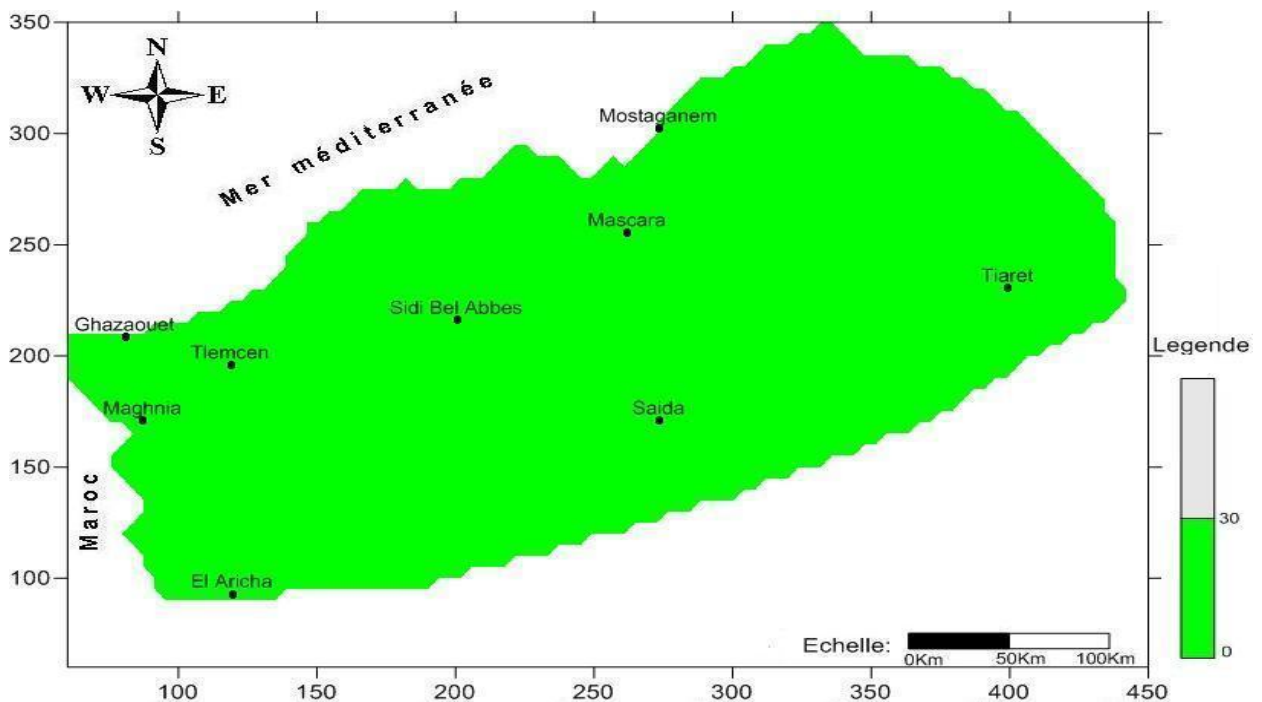 350
N
W E
S
Mer méditerranée
300
Mostaganem
Mascara
250
Tiaret
Sidi Bel Abbes
Ghazaouet
Tlemcen
200
Legende
Maghnia
Saida
150
Maroc
30
100
El Aricha
Echelle:
0Km 50Km 100Km
0
100 150 200 250 300 350 400 450